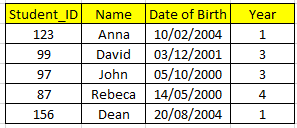 Student_ID Name Date of Birth Year
123 Anna 10/02/2004 1
99 David 03/12/2001 3
97 John 05/10/2000 3
87 Rebeca 14/05/2000 4
156 Dean 20/08/2004 1